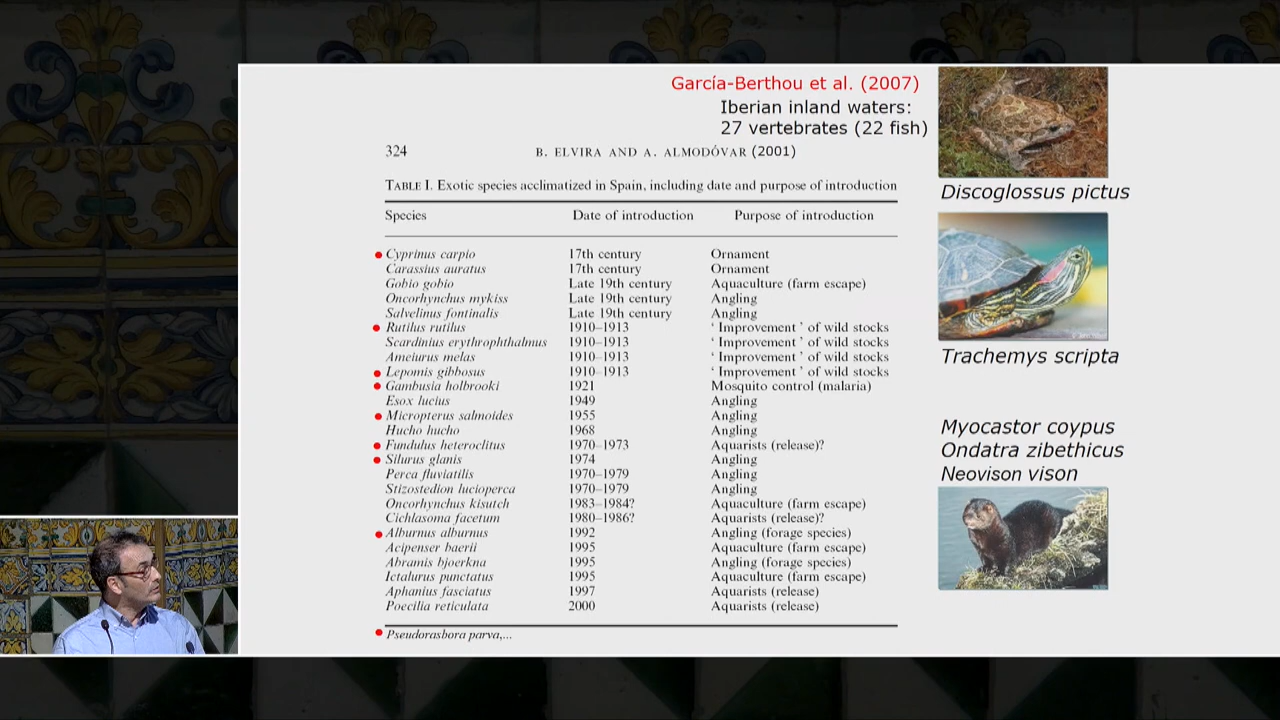 García-Berthou et al. (2007)
Iberian inland waters:
27 vertebrates (22 fish)
324 B. ELVIRA AND A. ALMODÓVAR (2001)
TABLE I. Exotic species acclimatized in Spain, including date and purpose of introduction
Species Date of introduction Purpose of introduction
Cyprinus carpio 17th century Ornament
Carassius auratus 17th century Ornament
Gobio gobio Late 19th century Aquaculture (farm escape)
Oncorhynchus mykiss Late 19th century Angling
Salvelinus fontinalis Late 19th century Angling
Rutilus rutilus 1910–1913 ' Improvement ' of wild stocks
Scardinius erythrophthalmus 1910–1913 ' Improvement ' of wild stocks
Ameiurus melas 1910–1913 ' Improvement ' of wild stocks
Lepomis gibbosus 1910–1913 ' Improvement ' of wild stocks
Gambusia holbrooki 1921 Mosquito control (malaria)
Esox lucius 1949 Angling
Micropterus salmoides 1955 Angling
Hucho hucho 1968 Angling
Fundulus heteroclitus 1970–1973 Aquarists (release)?
Silurus glanis 1974 Angling
Perca fluviatilis 1970–1979 Angling
Stizostedion lucioperca 1970–1979 Angling
Oncorhynchus kisutch 1983–1984? Aquaculture (farm escape)
Cichlasoma facetum 1980–1986? Aquarists (release)?
Alburnus alburnus 1992 Angling (forage species)
Acipenser baerii 1995 Aquaculture (farm escape)
Abramis bjoerkna 1995 Angling (forage species)
Ictalurus punctatus 1995 Aquaculture (farm escape)
Aphanius fasciatus 1997 Aquarists (release)
Poecilia reticulata 2000 Aquarists (release)
Pseudorasbora parva,...
Discoglossus pictus
Trachemys scripta
Myocastor coypus
Ondatra zibethicus
Neovison vison